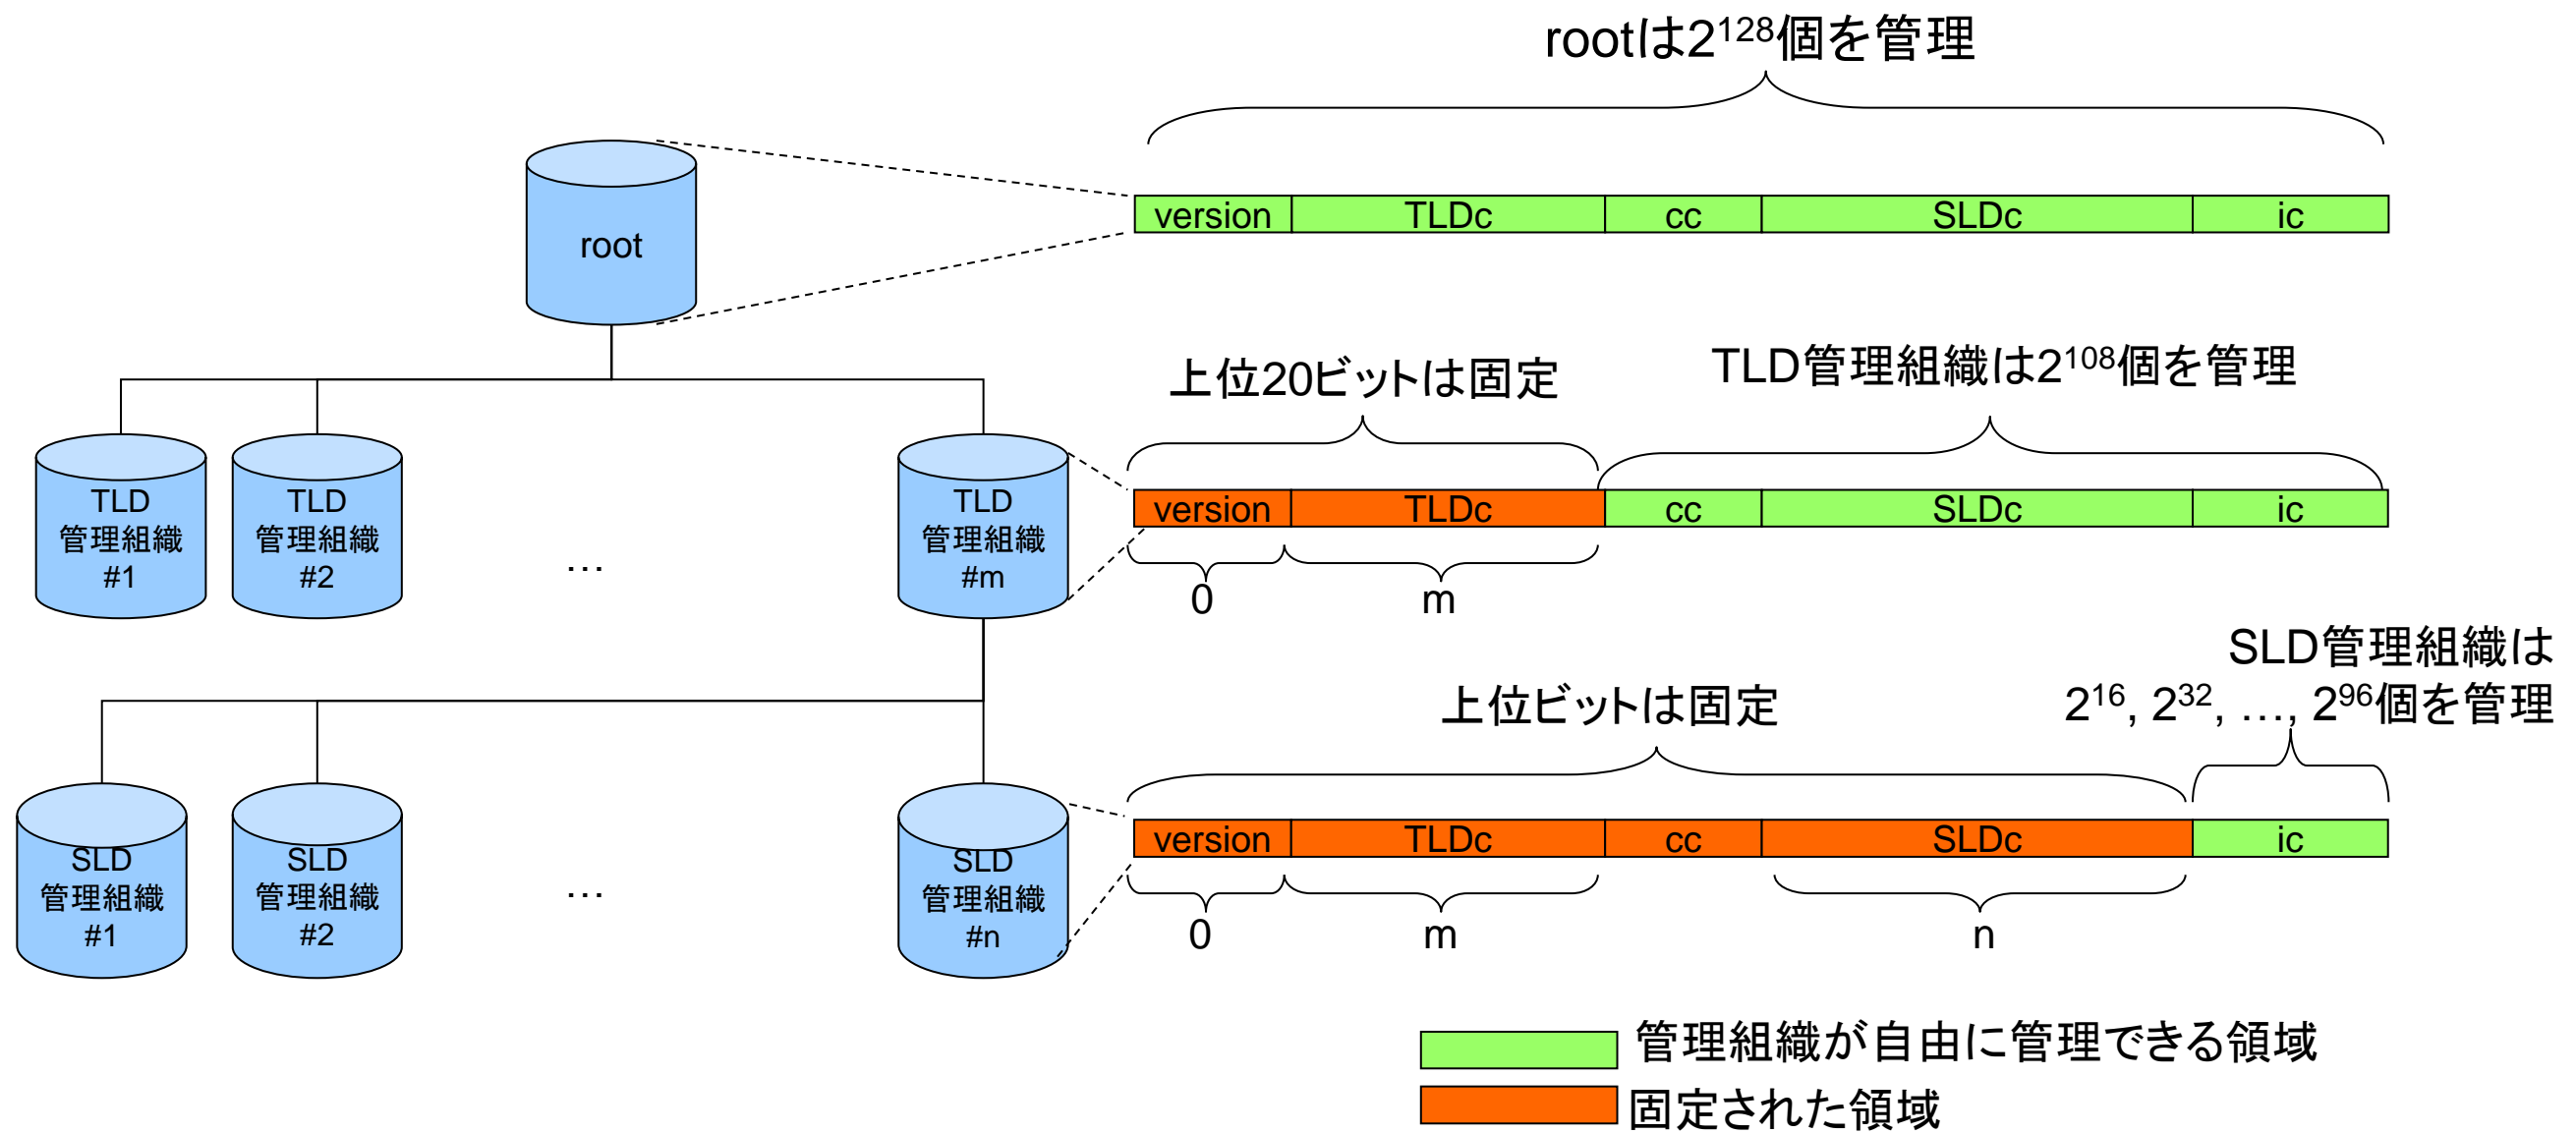 rootは2^128個を管理
root
version TLDc cc SLDc ic
上位20ビットは固定
TLD管理組織は2^108個を管理
TLD
管理組織
#1
TLD
管理組織
#2
…
TLD
管理組織
#m
version TLDc cc SLDc ic
0
m
SLD管理組織は
2^16, 2^32, …, 2^96個を管理
上位ビットは固定
SLD
管理組織
#1
SLD
管理組織
#2
…
SLD
管理組織
#n
version TLDc cc SLDc ic
0
m
n
管理組織が自由に管理できる領域
固定された領域